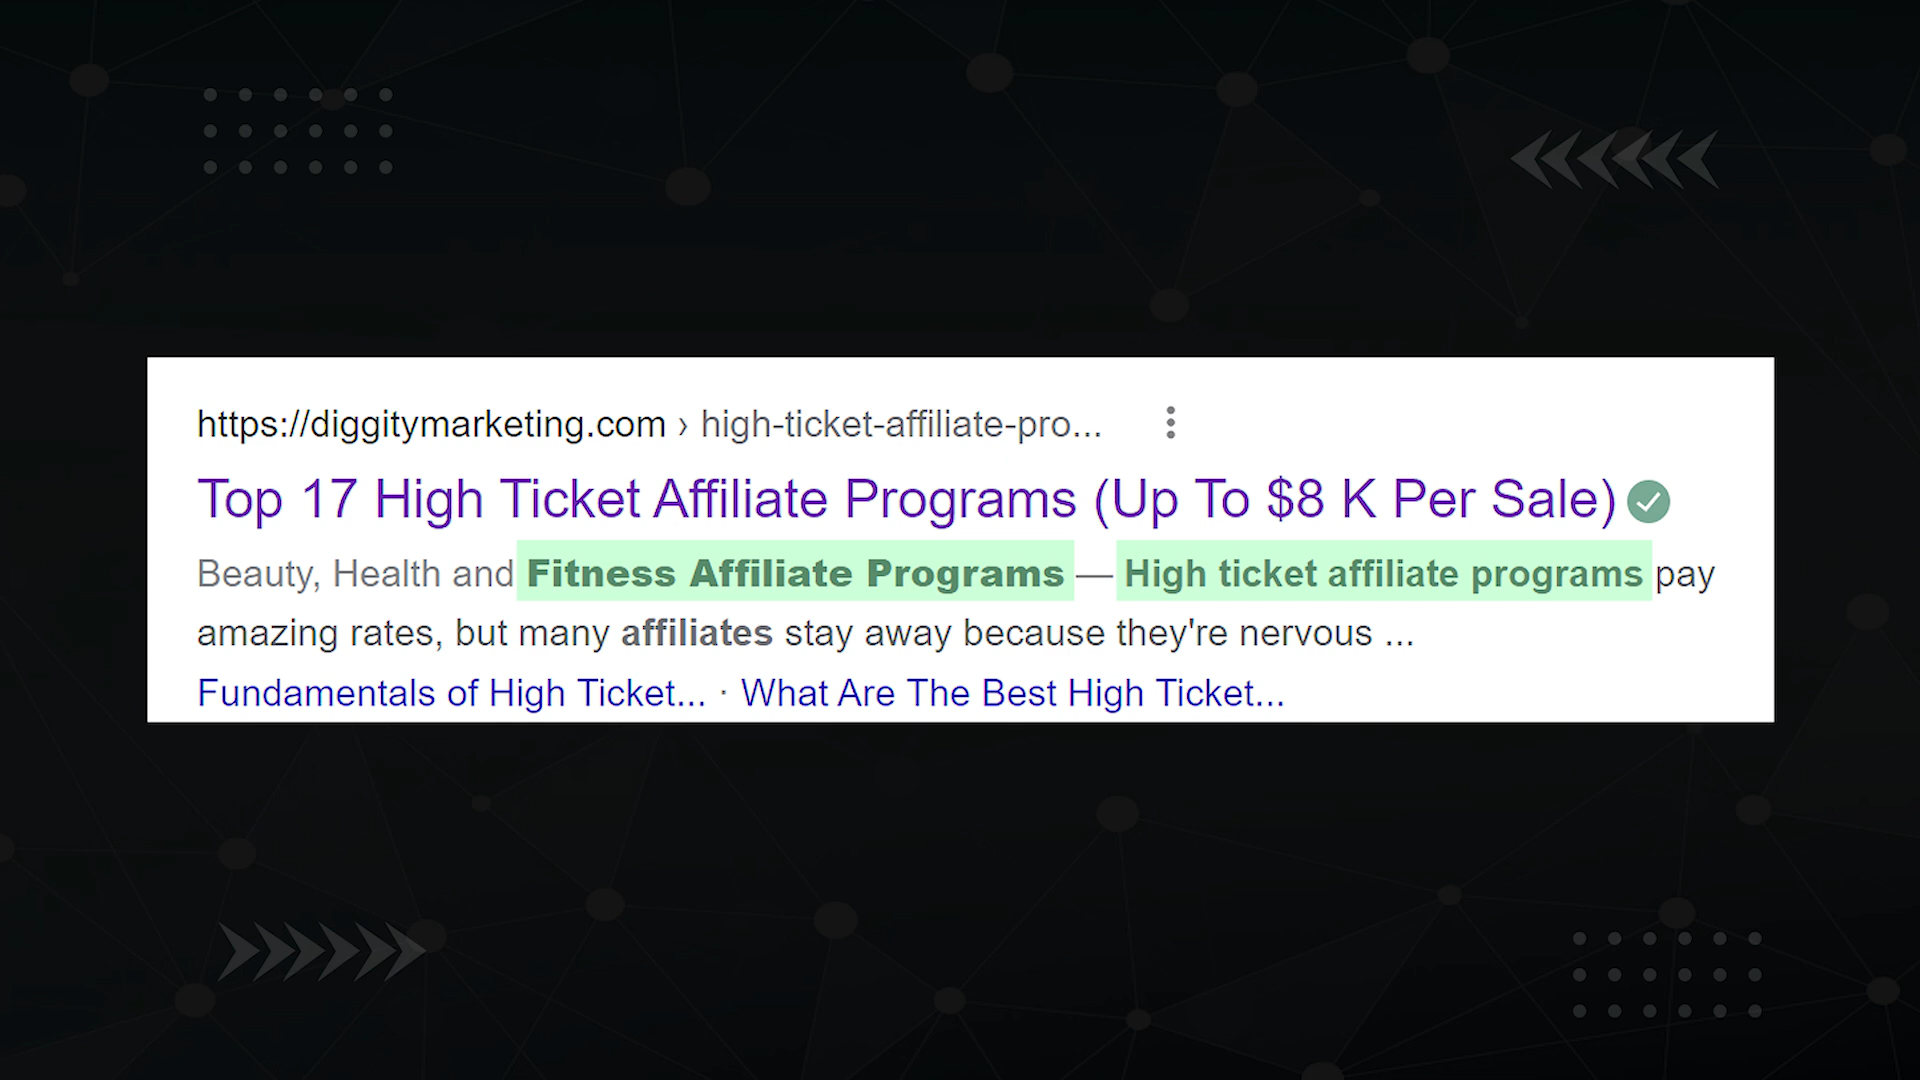 https://diggitymarketing.com › high-ticket-affiliate-pro...
Top 17 High Ticket Affiliate Programs (Up To $8 K Per Sale)
Beauty, Health and Fitness Affiliate Programs — High ticket affiliate programs pay
amazing rates, but many affiliates stay away because they're nervous ...
Fundamentals of High Ticket... · What Are The Best High Ticket...